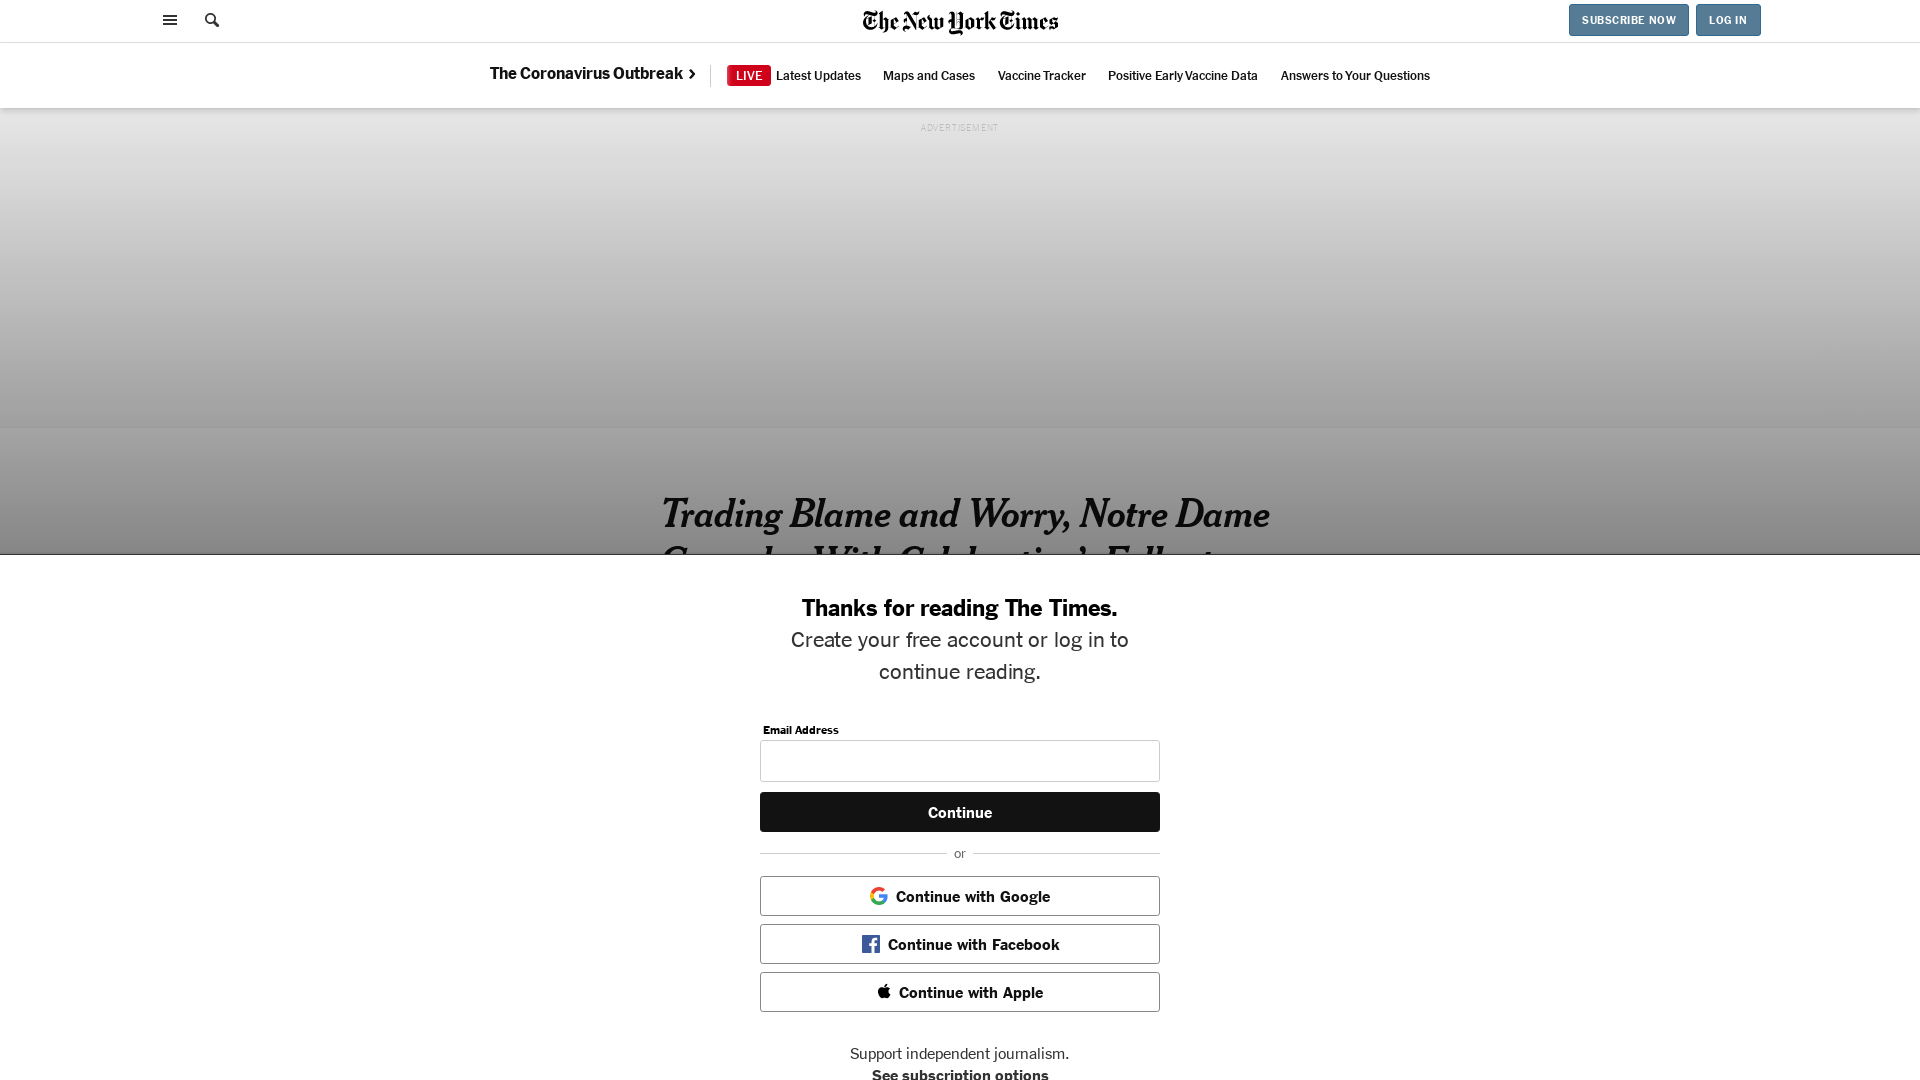 The New York Times
SUBSCRIBE NOW
LOG IN
The Coronavirus Outbreak
LIVE Latest Updates
Maps and Cases
Vaccine Tracker
Positive Early Vaccine Data
Answers to Your Questions
ADVERTISEMENT
Trading Blame and Worry, Notre Dame
Thanks for reading The Times.
Create your free account or log in to
continue reading.
Email Address
Continue
or
Continue with Google
Continue with Facebook
Continue with Apple
Support independent journalism.
See subscription options